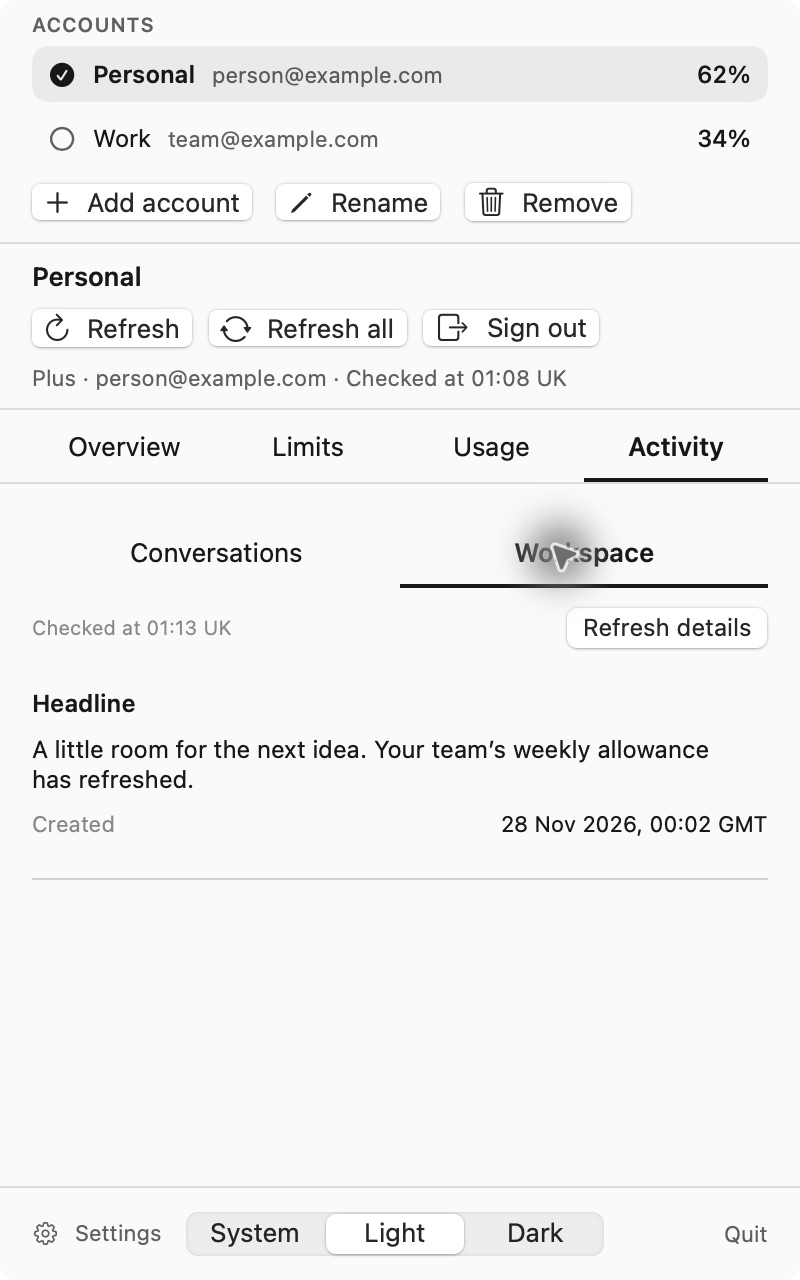 ACCOUNTS
Personal person@example.com 62%
Work team@example.com 34%
Add account Rename Remove
Personal
Refresh Refresh all Sign out
Plus · person@example.com · Checked at 01:08 UK
Overview Limits Usage Activity
Conversations Workspace
Checked at 01:13 UK Refresh details
Headline
A little room for the next idea. Your team’s weekly allowance
has refreshed.
Created 28 Nov 2026, 00:02 GMT
Settings System Light Dark Quit